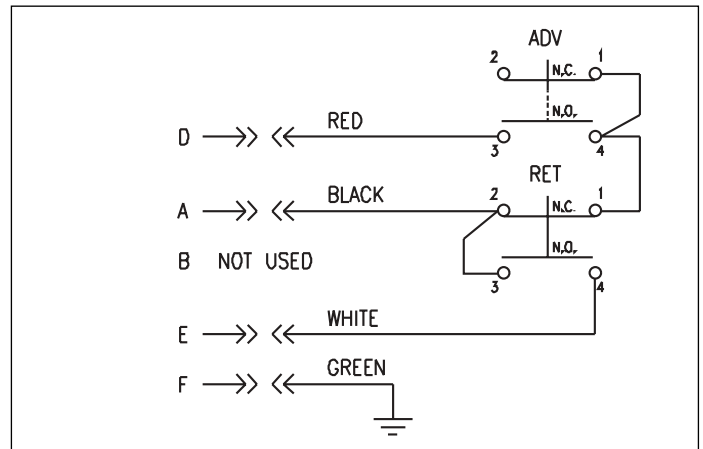 ADV
2 1
N.C.
N.O.
D RED
3 4
RET
A BLACK
2 1
N.C.
B NOT USED
N.O.
3 4
E WHITE
F GREEN